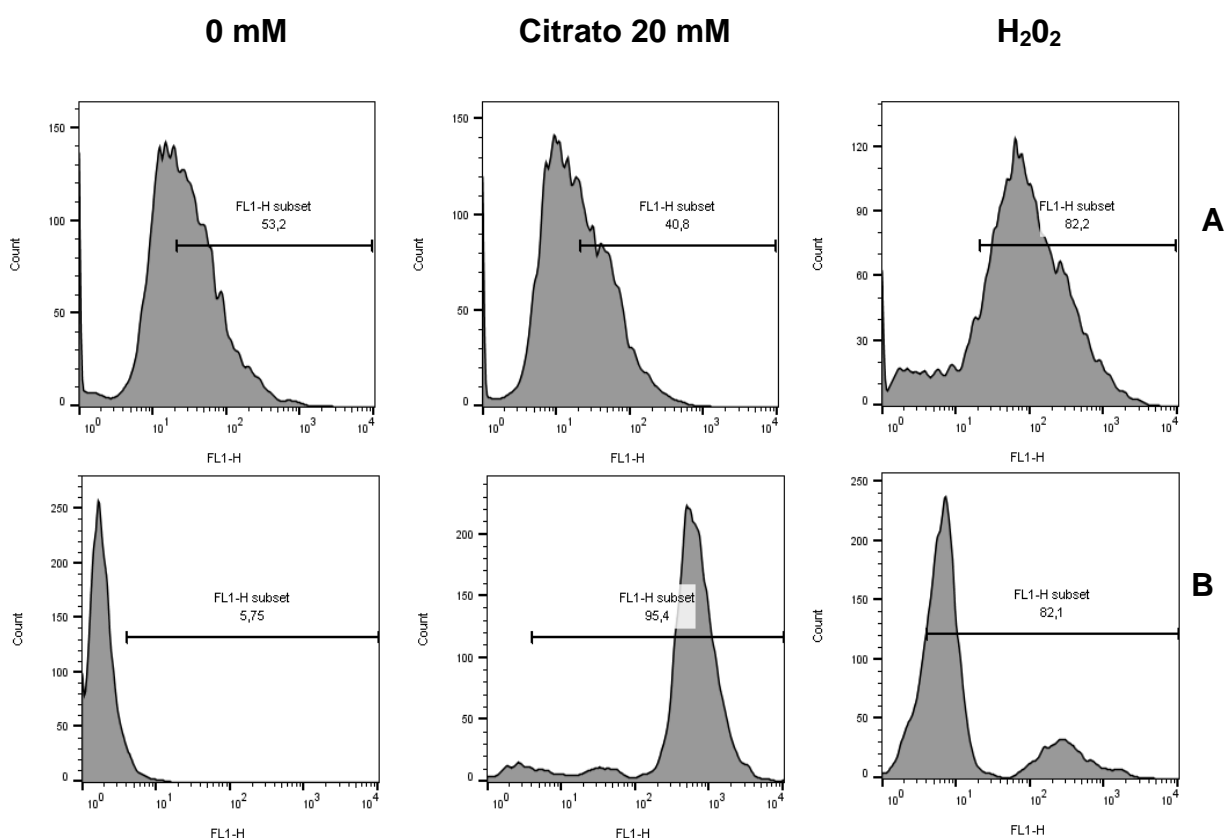 0 mM
Citrato 20 mM
H₂0₂
150
100
50
0
Count
FL1-H subset
53,2
10⁰ 10¹ 10² 10³ 10⁴
FL1-H
150
100
50
0
Count
FL1-H subset
40,8
10⁰ 10¹ 10² 10³ 10⁴
FL1-H
120
90
60
30
0
Count
FL1-H subset
82,2
10⁰ 10¹ 10² 10³ 10⁴
FL1-H
A
250
200
150
100
50
0
Count
FL1-H subset
5,75
10⁰ 10¹ 10² 10³ 10⁴
FL1-H
200
150
100
50
0
Count
FL1-H subset
95,4
10⁰ 10¹ 10² 10³ 10⁴
FL1-H
250
200
150
100
50
0
Count
FL1-H subset
82,1
10⁰ 10¹ 10² 10³ 10⁴
FL1-H
B